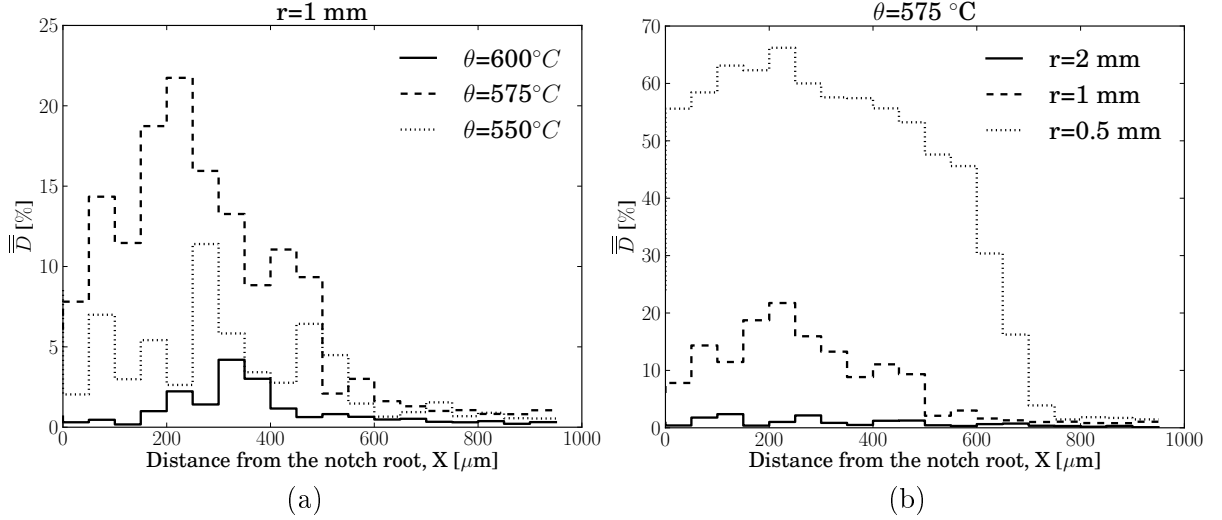 r=1 mm
θ=600°C
θ=575°C
θ=550°C
25
20
15
10
5
0
D [%]
0 200 400 600 800 1000
Distance from the notch root, X [μm]
(a)
θ=575 °C
r=2 mm
r=1 mm
r=0.5 mm
70
60
50
40
30
20
10
0
D [%]
0 200 400 600 800 1000
Distance from the notch root, X [μm]
(b)